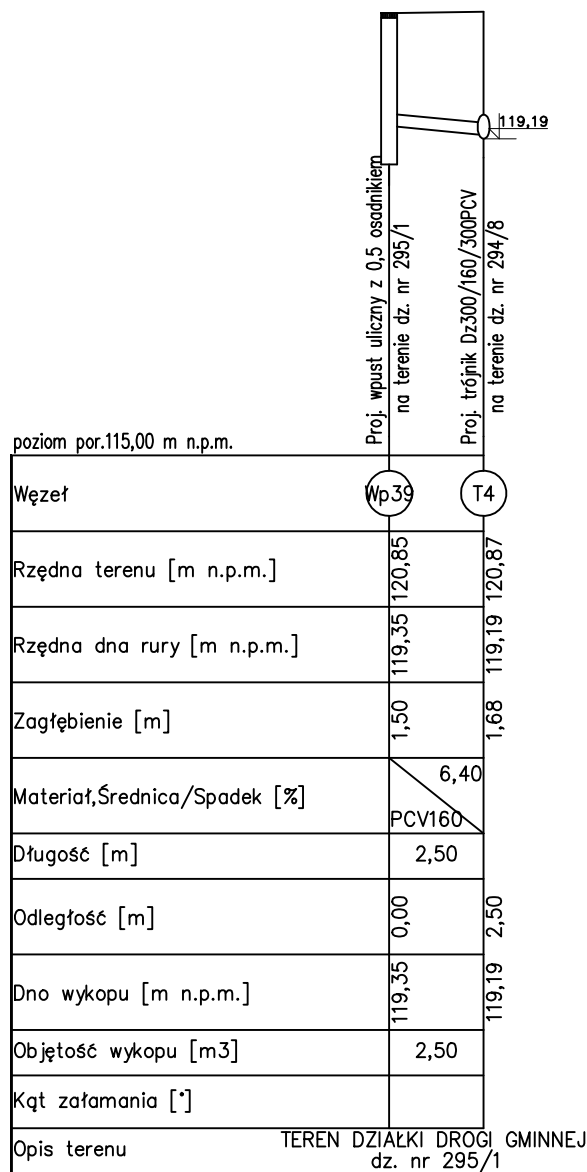 119,19
Proj. wpust uliczny z 0,5 osadnikiem
na terenie dz. nr 295/1
Proj. trójnik Dz300/160/300PCV
na terenie dz. nr 294/8
poziom por.115,00 m n.p.m.
Węzeł Wp39 T4
Rzędna terenu [m n.p.m.] 120,85 120,87
Rzędna dna rury [m n.p.m.] 119,35 119,19
Zagłębienie [m] 1,50 1,68
Materiał,Średnica/Spadek [%] PCV160 6,40
Długość [m] 2,50
Odległość [m] 0,00 2,50
Dno wykopu [m n.p.m.] 119,35 119,19
Objętość wykopu [m3] 2,50
Kąt załamania [°]
Opis terenu TEREN DZIAŁKI DROGI GMINNEJ
dz. nr 295/1